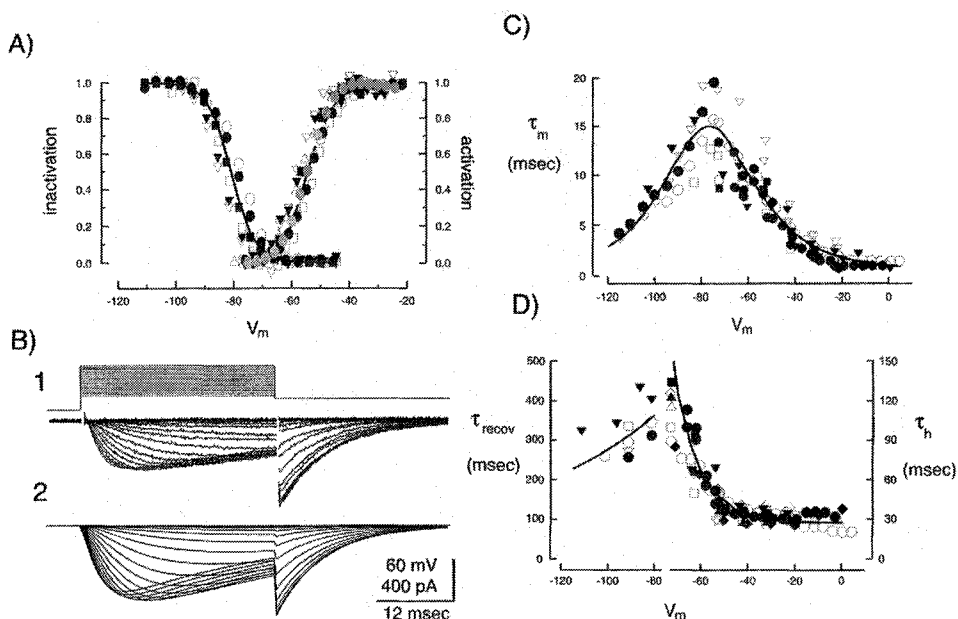 A)
1.0
0.8
0.6
0.4
0.2
0.0
inactivation
1.0
0.8
0.6
0.4
0.2
0.0
activation
-120
-100
-80
-60
-40
-20
Vm
B)
1
2
60 mV
400 pA
12 msec
C)
20
15
10
5
0
τm
(msec)
-120
-100
-80
-60
-40
-20
0
Vm
D)
500
400
300
200
100
0
τrecov
(msec)
150
120
90
60
30
0
τh
(msec)
-120
-100
-80
-60
-40
-20
0
Vm